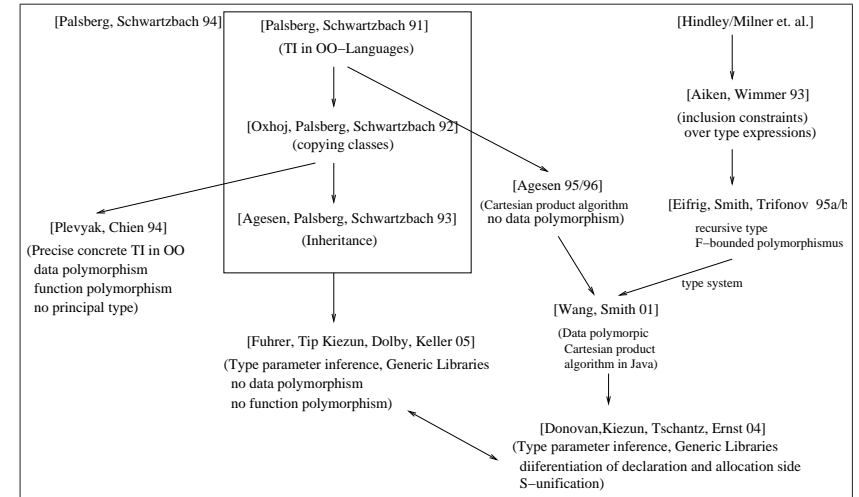 [Palsberg, Schwartzbach 94]
[Palsberg, Schwartzbach 91]
(TI in OO−Languages)
[Hindley/Milner et. al.]
[Aiken, Wimmer 93]
(inclusion constraints)
over type expressions)
[Oxhoj, Palsberg, Schwartzbach 92]
(copying classes)
[Agesen 95/96]
(Cartesian product algorithm
no data polymorphism)
[Eifrig, Smith, Trifonov 95a/b
recursive type
F−bounded polymorphismus
[Plevyak, Chien 94]
(Precise concrete TI in OO
data polymorphism
function polymorphism
no principal type)
[Agesen, Palsberg, Schwartzbach 93]
(Inheritance)
type system
[Wang, Smith 01]
(Data polymorpic
Cartesian product
algorithm in Java)
[Fuhrer, Tip Kiezun, Dolby, Keller 05]
(Type parameter inference, Generic Libraries
no data polymorphism
no function polymorphism)
[Donovan,Kiezun, Tschantz, Ernst 04]
(Type parameter inference, Generic Libraries
diiferentiation of declaration and allocation side
S−unification)